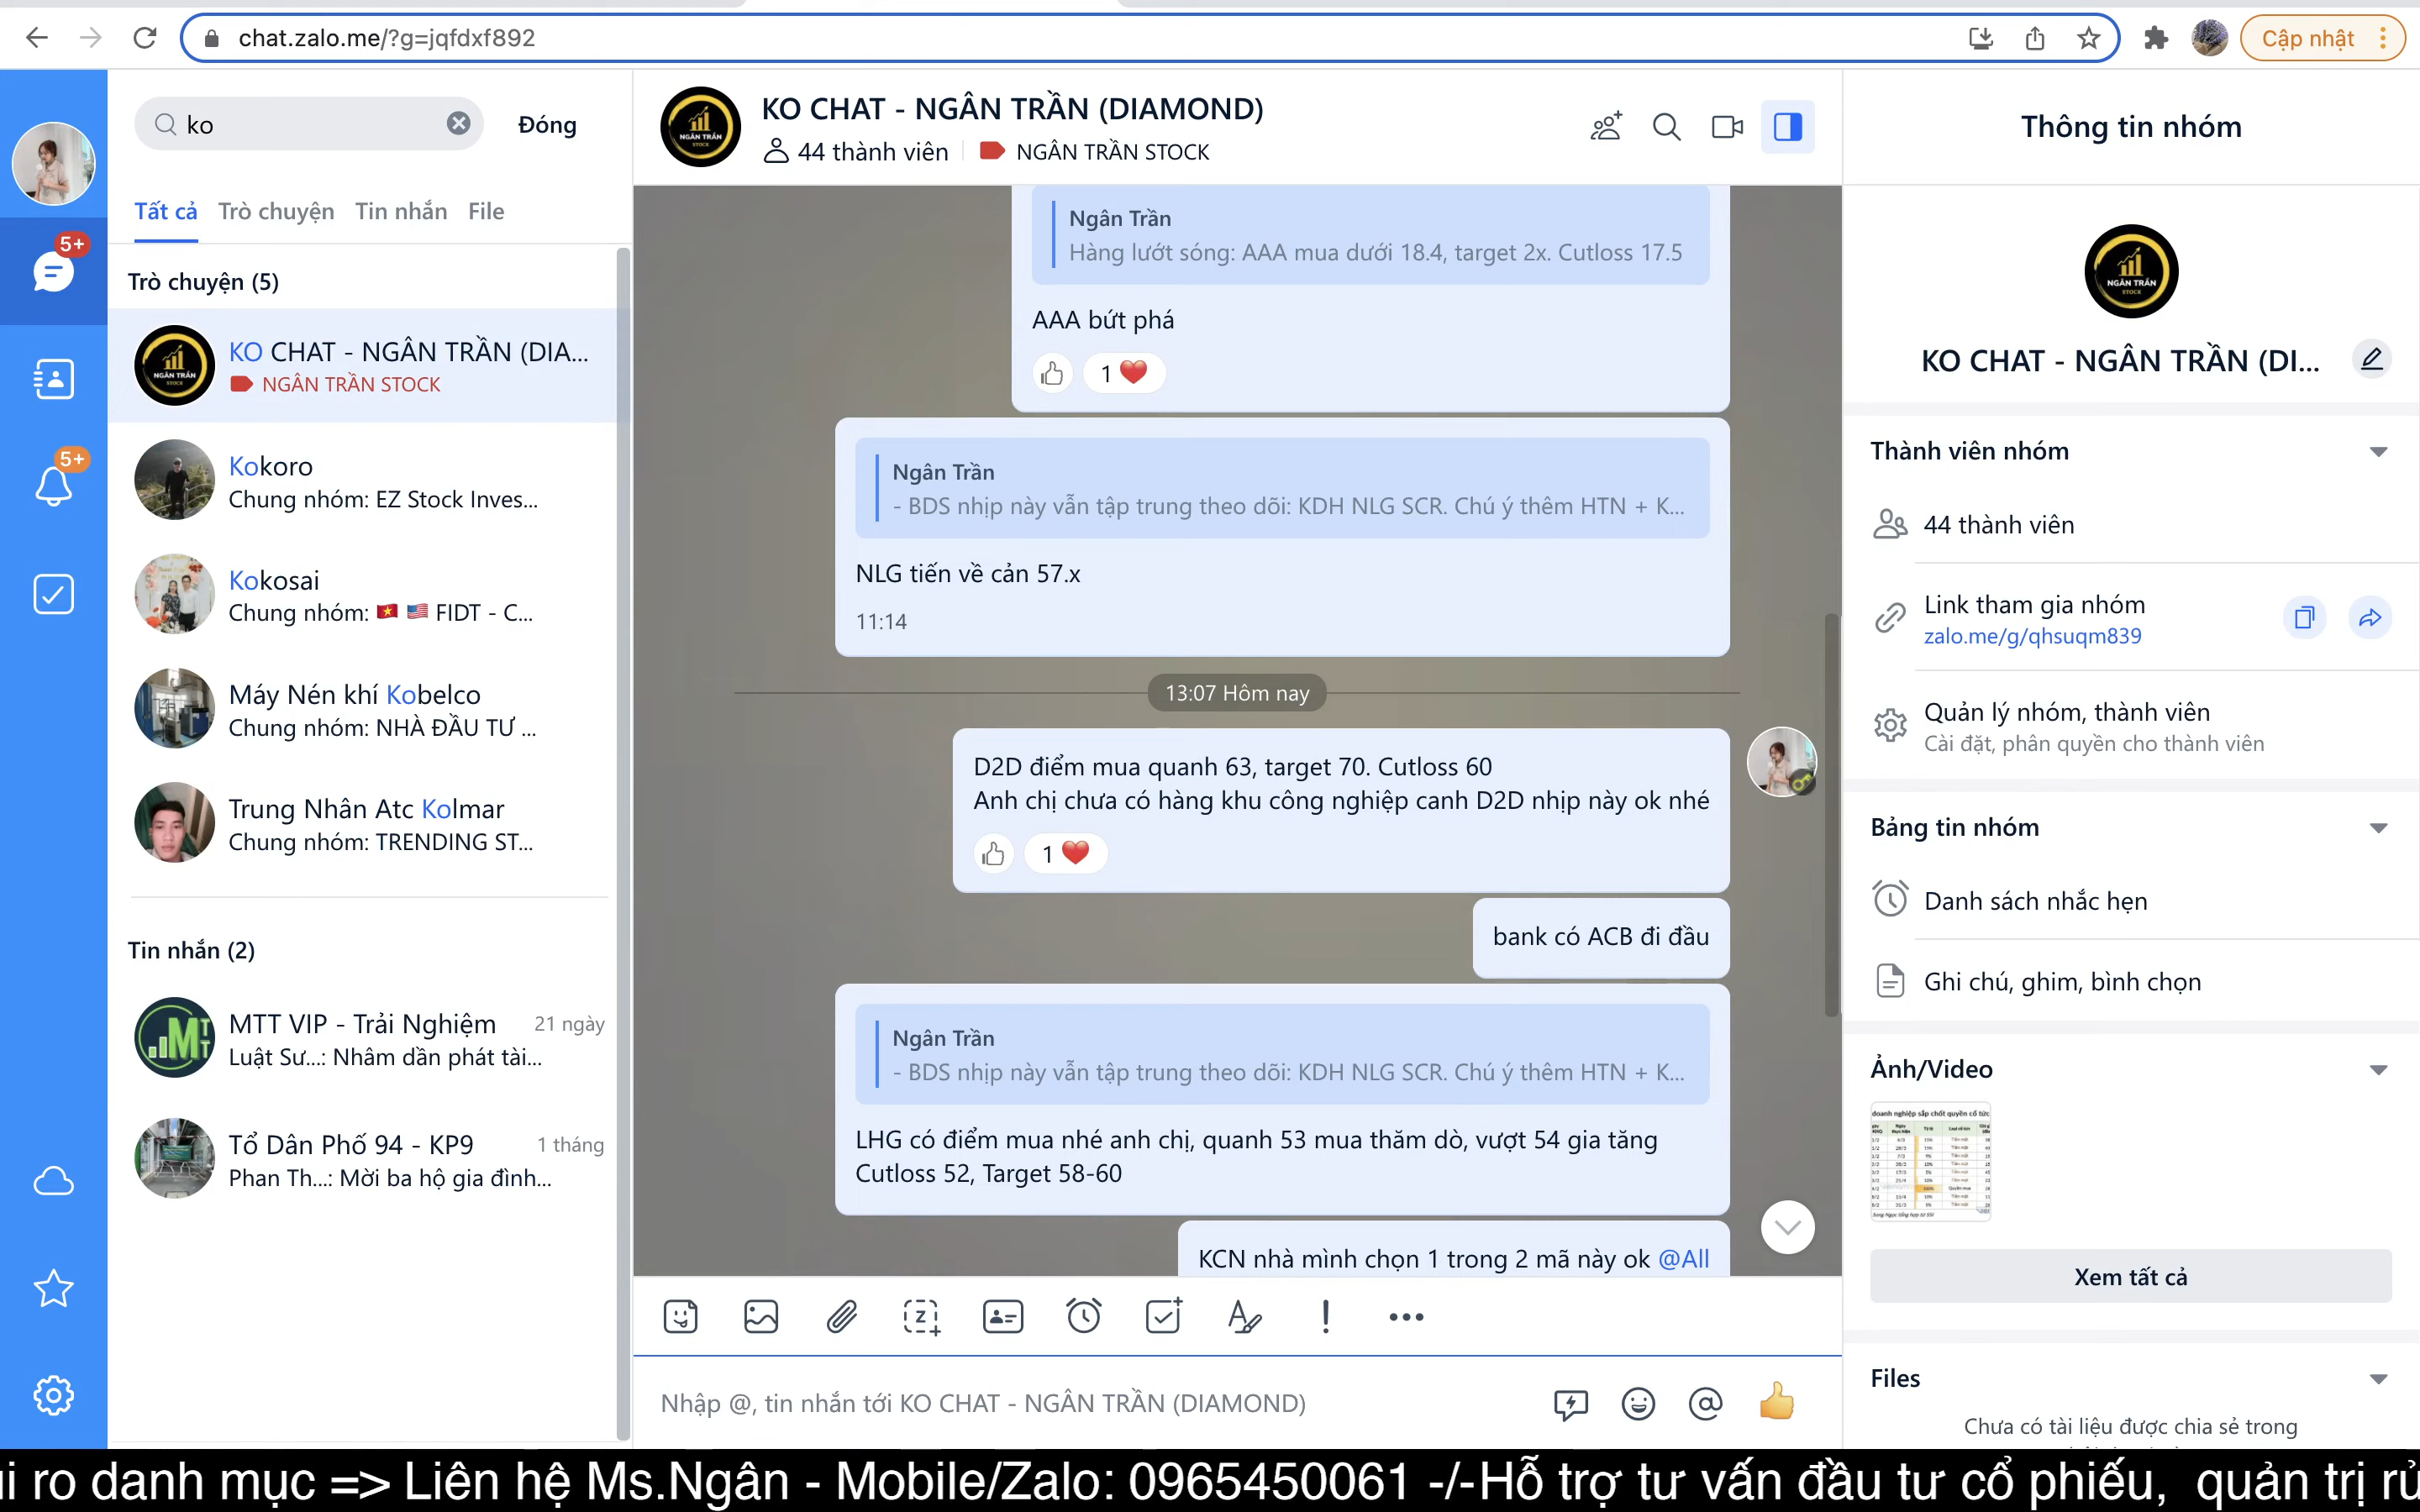 chat.zalo.me/?g=jqfdxf892
Cập nhật
ko
Đóng
Tất cả Trò chuyện Tin nhắn File
5+
5+
Trò chuyện (5)
KO CHAT - NGÂN TRẦN (DIA...
NGÂN TRẦN STOCK
Kokoro
Chung nhóm: EZ Stock Inves...
Kokosai
Chung nhóm: 🇻🇳 🇺🇸 FIDT - C...
Máy Nén khí Kobelco
Chung nhóm: NHÀ ĐẦU TƯ ...
Trung Nhân Atc Kolmar
Chung nhóm: TRENDING ST...
Tin nhắn (2)
MTT VIP - Trải Nghiệm 21 ngày
Luật Sư...: Nhâm dần phát tài...
Tổ Dân Phố 94 - KP9 1 tháng
Phan Th...: Mời ba hộ gia đình...
KO CHAT - NGÂN TRẦN (DIAMOND)
44 thành viên NGÂN TRẦN STOCK
Ngân Trần
Hàng lướt sóng: AAA mua dưới 18.4, target 2x. Cutloss 17.5
AAA bứt phá
1 ❤️
Ngân Trần
- BDS nhịp này vẫn tập trung theo dõi: KDH NLG SCR. Chú ý thêm HTN + K...
NLG tiến về cản 57.x
11:14
13:07 Hôm nay
D2D điểm mua quanh 63, target 70. Cutloss 60
Anh chị chưa có hàng khu công nghiệp canh D2D nhịp này ok nhé
1 ❤️
bank có ACB đi đầu
Ngân Trần
- BDS nhịp này vẫn tập trung theo dõi: KDH NLG SCR. Chú ý thêm HTN + K...
LHG có điểm mua nhé anh chị, quanh 53 mua thăm dò, vượt 54 gia tăng
Cutloss 52, Target 58-60
KCN nhà mình chọn 1 trong 2 mã này ok @All
Nhập @, tin nhắn tới KO CHAT - NGÂN TRẦN (DIAMOND)
Thông tin nhóm
NGÂN TRẦN
STOCK
KO CHAT - NGÂN TRẦN (DI...
Thành viên nhóm
44 thành viên
Link tham gia nhóm
zalo.me/g/qhsuqm839
Quản lý nhóm, thành viên
Cài đặt, phân quyền cho thành viên
Bảng tin nhóm
Danh sách nhắc hẹn
Ghi chú, ghim, bình chọn
Ảnh/Video
doanh nghiệp sắp chốt quyền cổ tức
Xem tất cả
Files
Chưa có tài liệu được chia sẻ trong
i ro danh mục => Liên hệ Ms.Ngân - Mobile/Zalo: 0965450061 -/-Hỗ trợ tư vấn đầu tư cổ phiếu, quản trị rủ